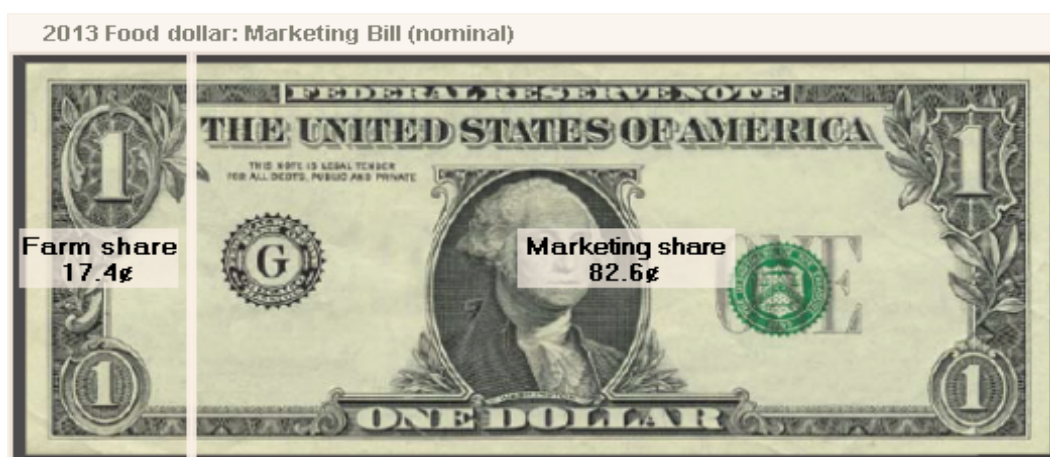 2013 Food dollar: Marketing Bill (nominal)
FEDERAL RESERVE NOTE
1
1
THE UNITED STATES OF AMERICA
THIS NOTE IS LEGAL TENDER
FOR ALL DEBTS, PUBLIC AND PRIVATE
Farm share
17.4¢
G
Marketing share
82.6¢
ONE
1
1
WASHINGTON
ONE DOLLAR